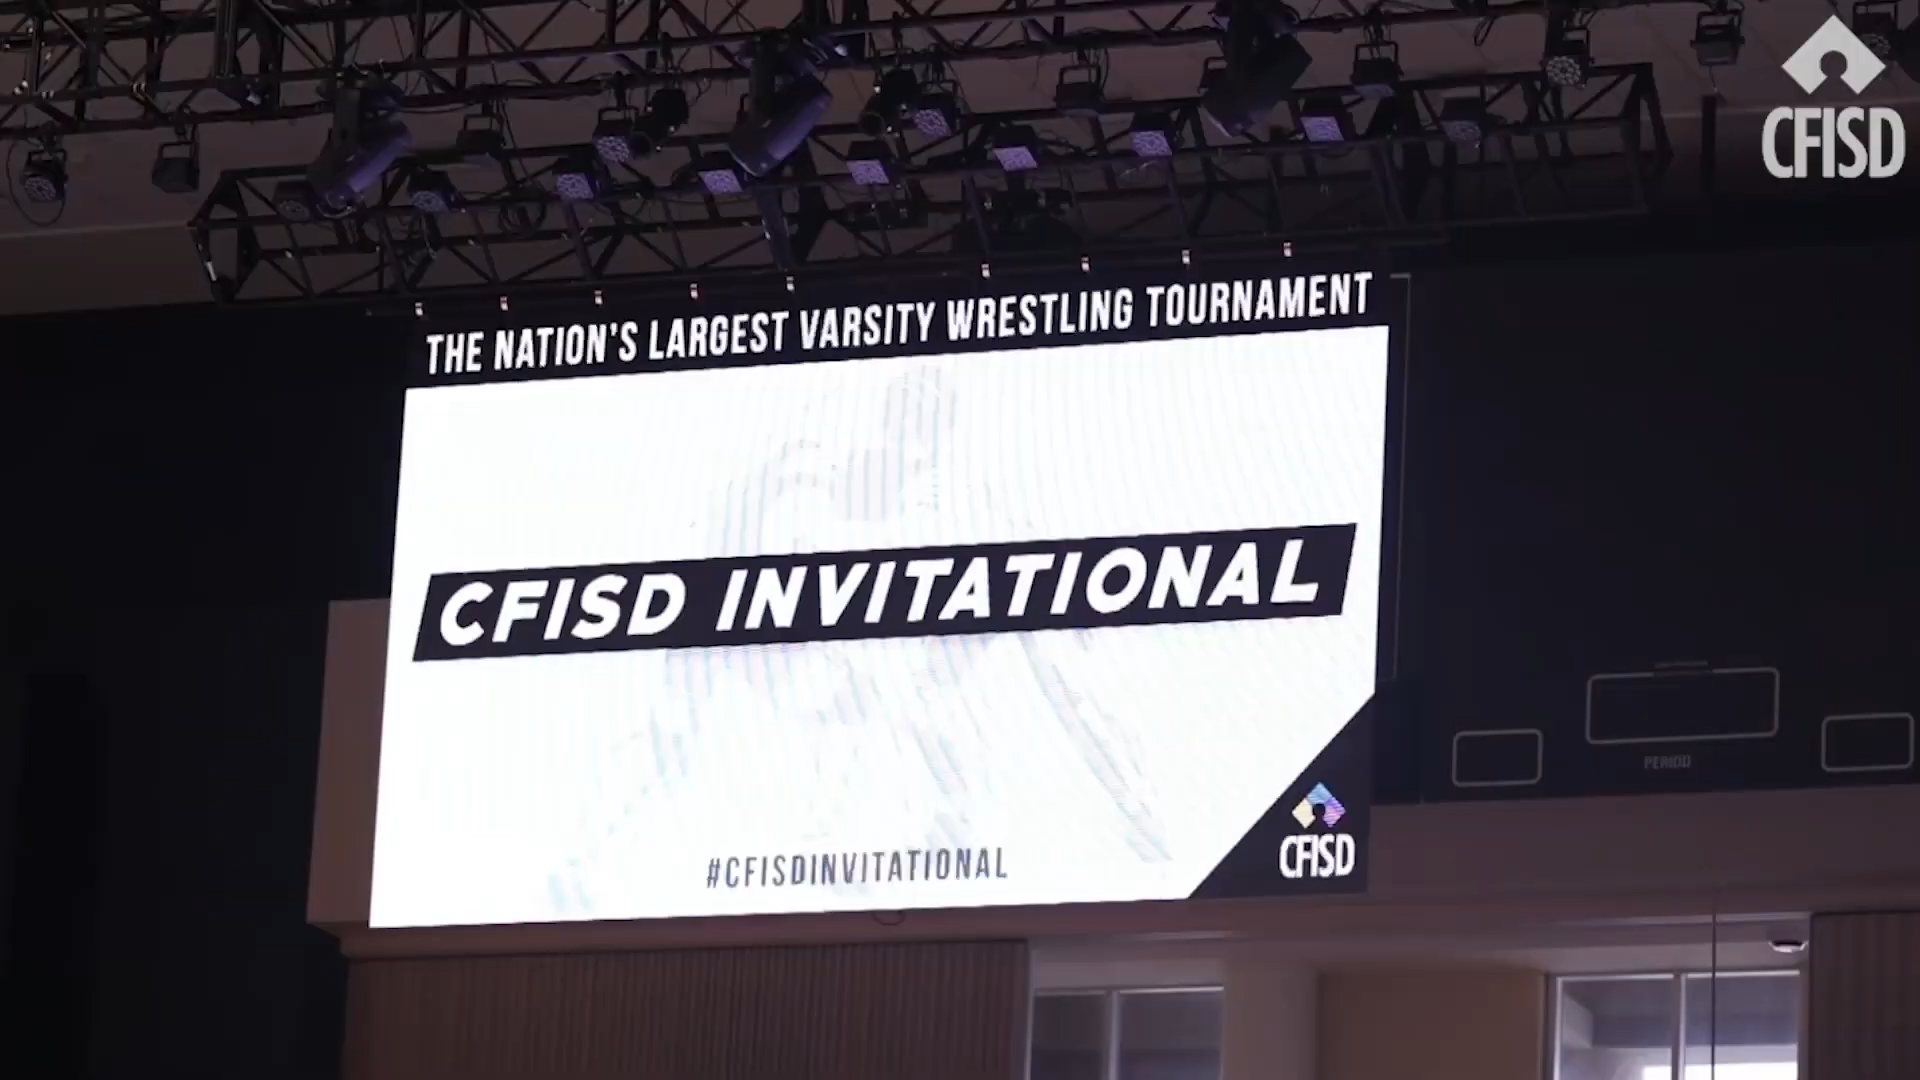 CFISD
THE NATION'S LARGEST VARSITY WRESTLING TOURNAMENT
CFISD INVITATIONAL
PERIOD
#CFISDINVITATIONAL
CFISD